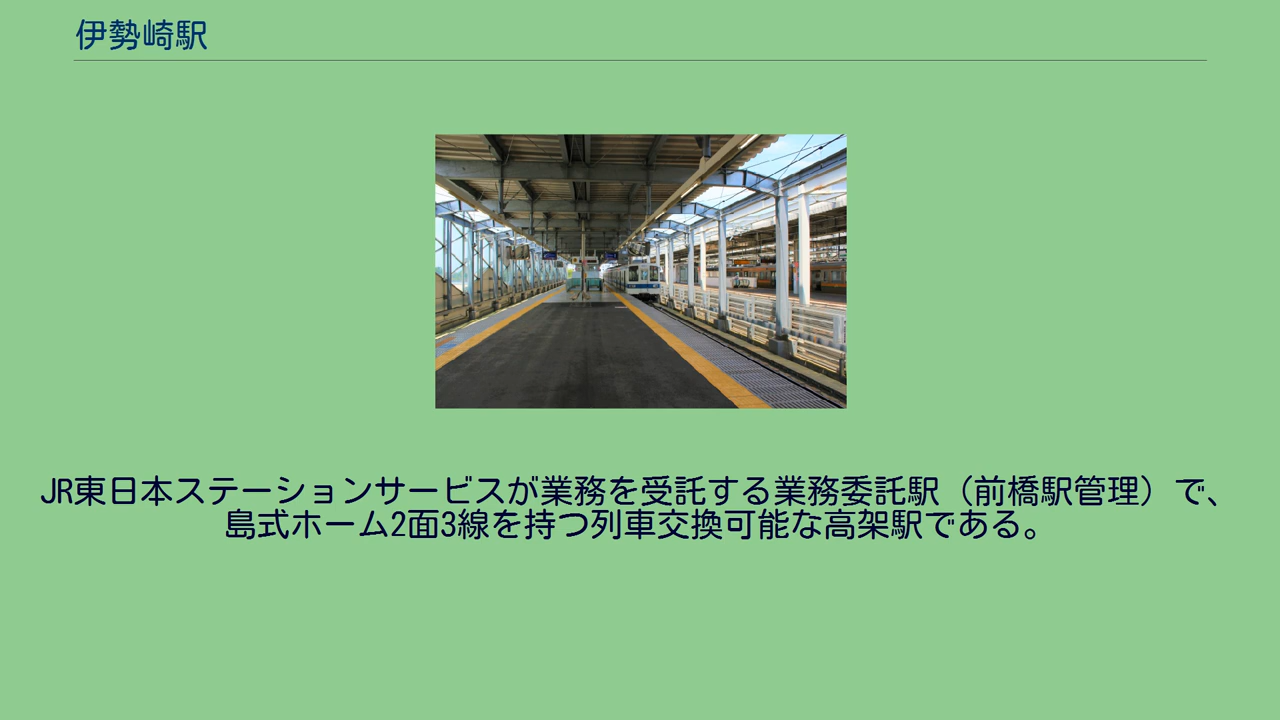 伊勢崎駅
JR東日本ステーションサービスが業務を受託する業務委託駅（前橋駅管理）で、
島式ホーム2面3線を持つ列車交換可能な高架駅である。